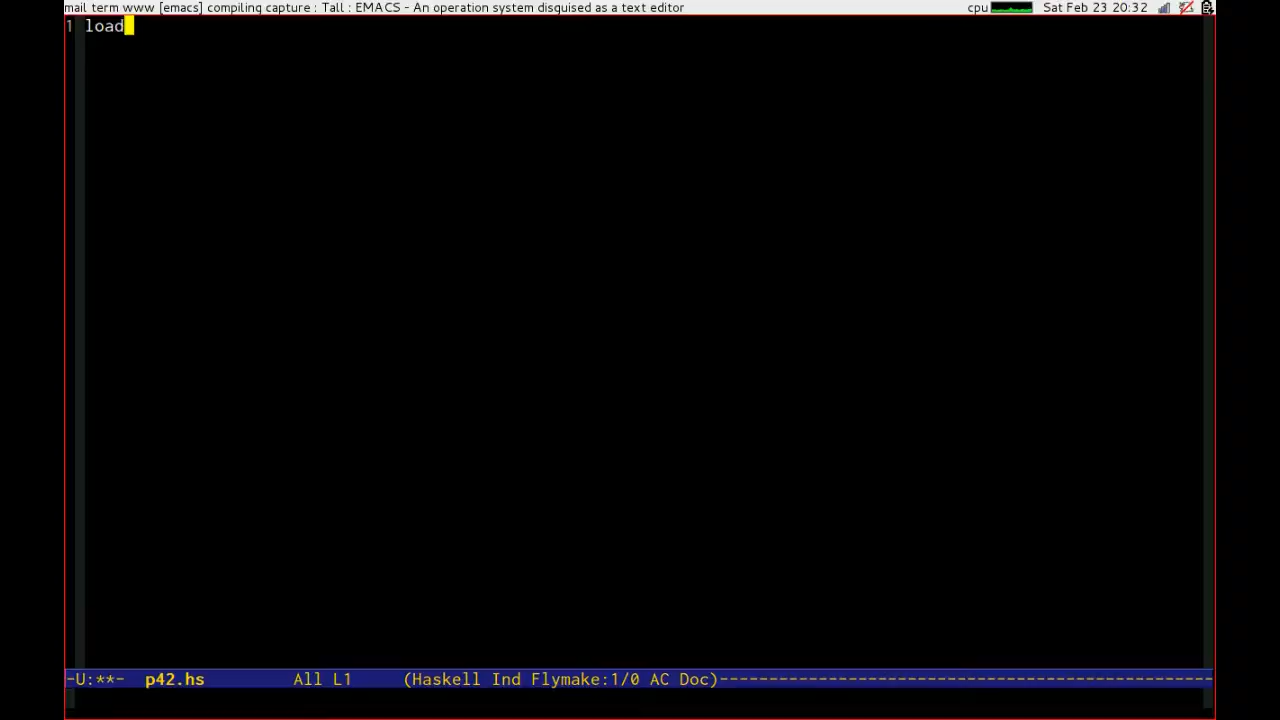 mail term www [emacs] compiling capture : Tall : EMACS - An operation system disguised as a text editor cpu Sat Feb 23 20:32
1 load
-U:**- p42.hs All L1 (Haskell Ind Flymake:1/0 AC Doc)--------------------------------------------------